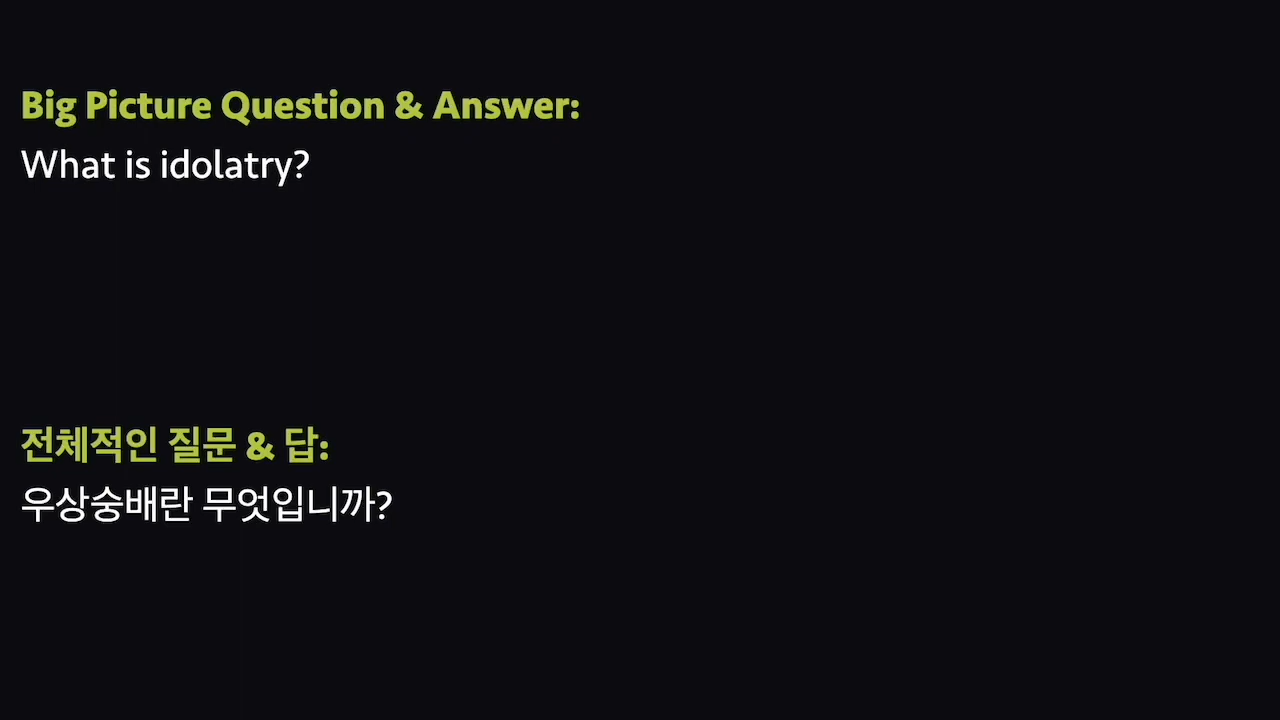 Big Picture Question & Answer:
What is idolatry?
전체적인 질문 & 답:
우상숭배란 무엇입니까?